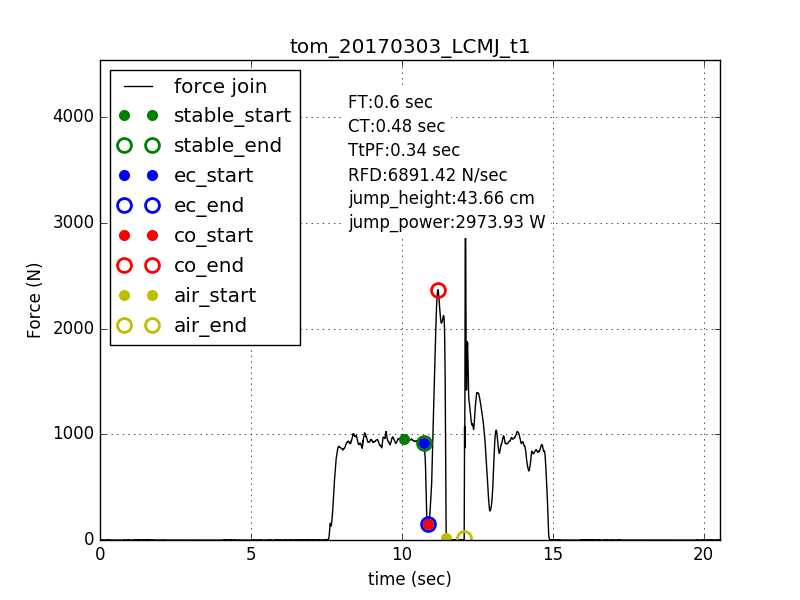 tom_20170303_LCMJ_t1
force join
stable_start
stable_end
ec_start
ec_end
co_start
co_end
air_start
air_end
FT:0.6 sec
CT:0.48 sec
TtPF:0.34 sec
RFD:6891.42 N/sec
jump_height:43.66 cm
jump_power:2973.93 W
4000
3000
2000
1000
0
Force (N)
0 5 10 15 20
time (sec)